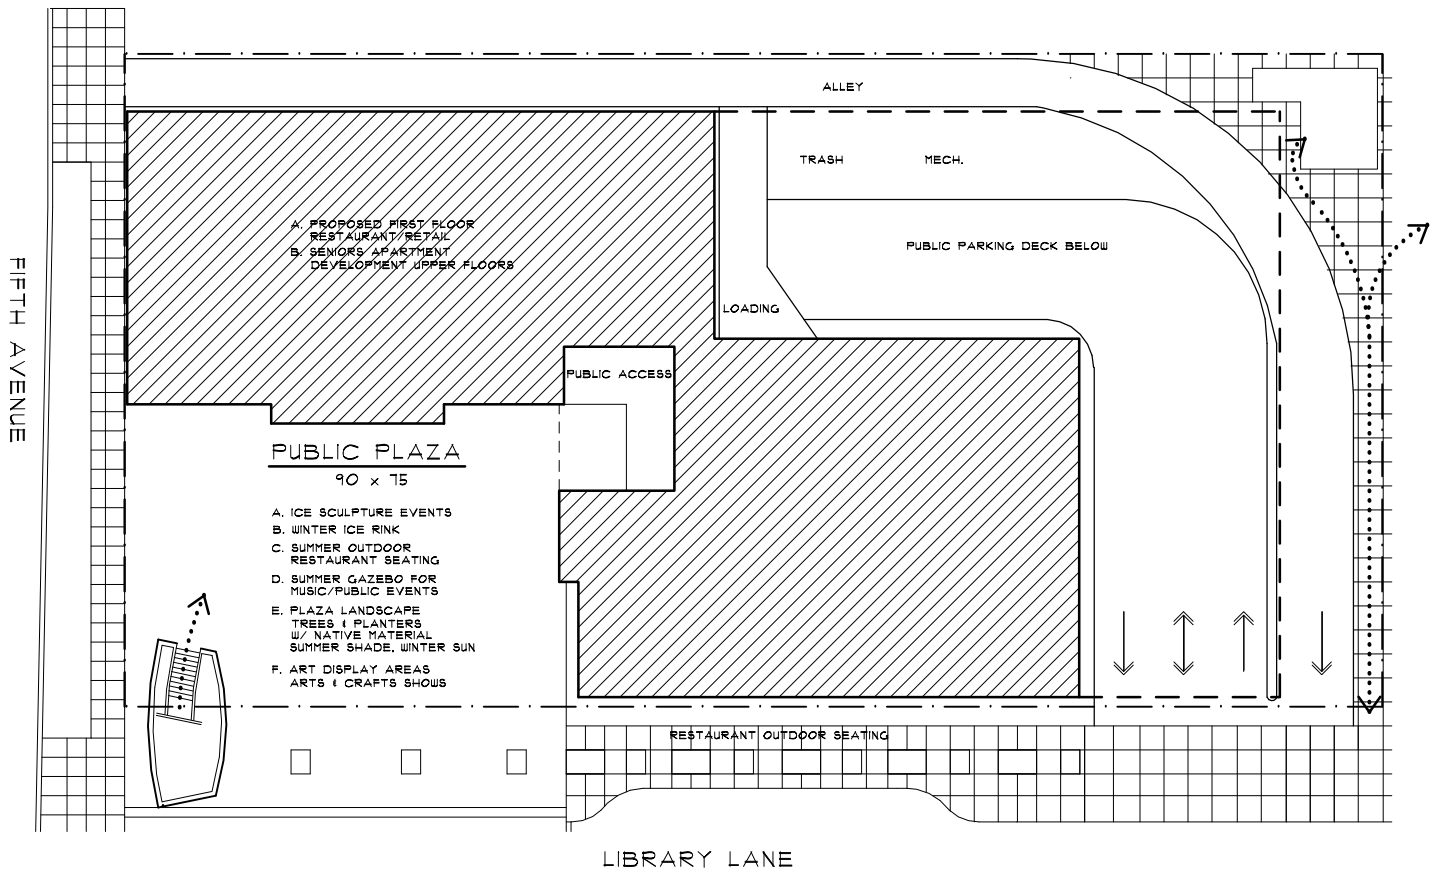 ALLEY
TRASH
MECH.
A. PROPOSED FIRST FLOOR
RESTAURANT/RETAIL
B. SENIORS APARTMENT
DEVELOPMENT UPPER FLOORS
PUBLIC PARKING DECK BELOW
LOADING
FIFTH AVENUE
PUBLIC ACCESS
PUBLIC PLAZA
90 x 75
A. ICE SCULPTURE EVENTS
B. WINTER ICE RINK
C. SUMMER OUTDOOR
RESTAURANT SEATING
D. SUMMER GAZEBO FOR
MUSIC/PUBLIC EVENTS
E. PLAZA LANDSCAPE
TREES & PLANTERS
W/ NATIVE MATERIAL
SUMMER SHADE, WINTER SUN
F. ART DISPLAY AREAS
ARTS & CRAFTS SHOWS
RESTAURANT OUTDOOR SEATING
LIBRARY LANE